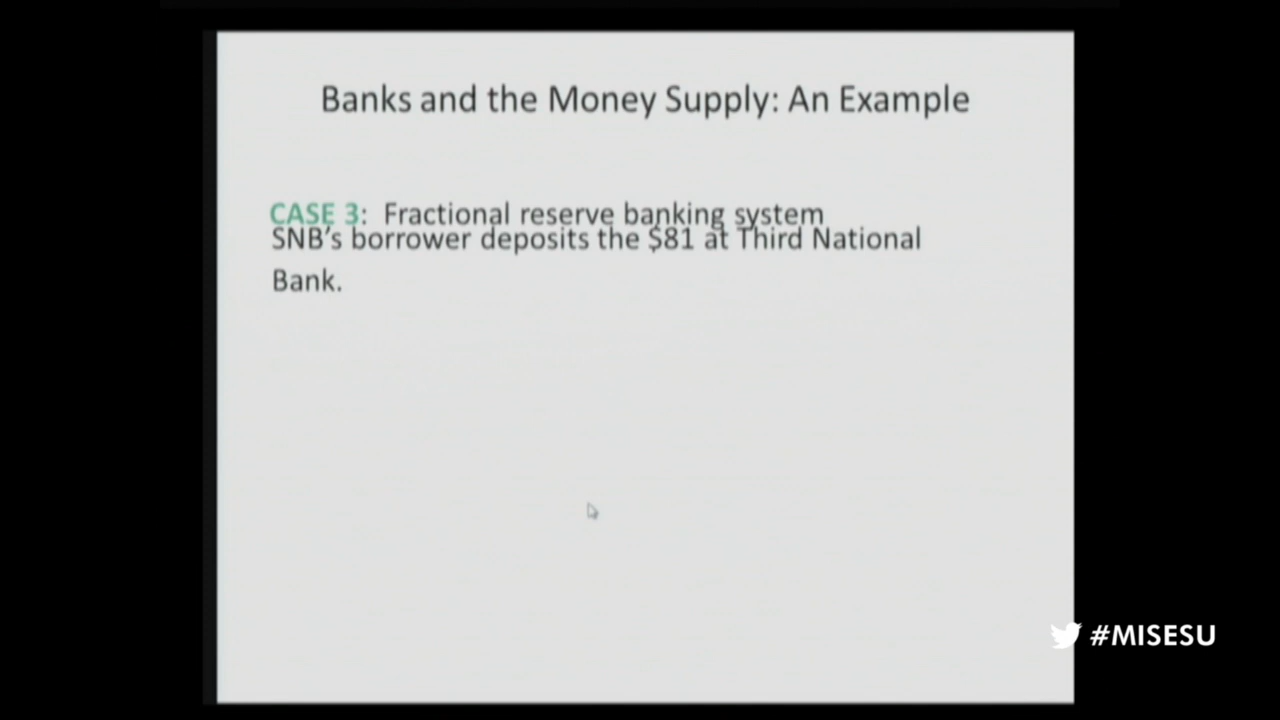 Banks and the Money Supply: An Example
CASE 3: Fractional reserve banking system
SNB's borrower deposits the $81 at Third National
Bank.
#MISESU